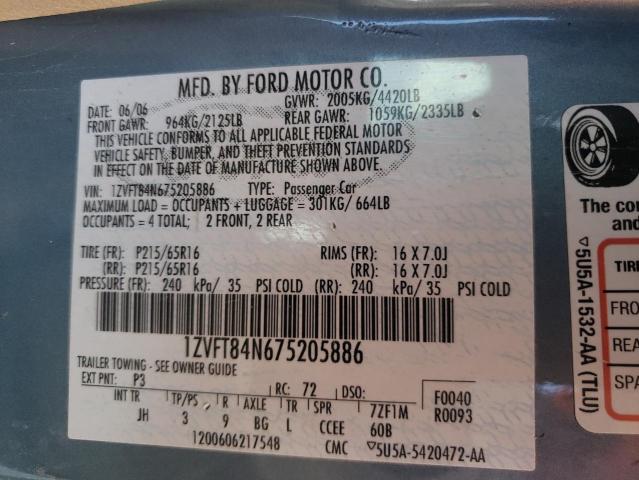 MFD. BY FORD MOTOR CO.
DATE: 06/06 GVWR: 2005KG/4420LB
FRONT GAWR: 964KG/2125LB REAR GAWR: 1059KG/2335LB
THIS VEHICLE CONFORMS TO ALL APPLICABLE FEDERAL MOTOR
VEHICLE SAFETY, BUMPER, AND THEFT PREVENTION STANDARDS
IN EFFECT ON THE DATE OF MANUFACTURE SHOWN ABOVE.
VIN: 1ZVFT84N675205886 TYPE: Passenger Car
MAXIMUM LOAD = OCCUPANTS + LUGGAGE = 301KG/ 664LB
OCCUPANTS = 4 TOTAL; 2 FRONT, 2 REAR
TIRE (FR): P215/65R16 RIMS (FR): 16 X 7.0J
(RR): P215/65R16 (RR): 16 X 7.0J
PRESSURE (FR): 240 kPa/ 35 PSI COLD (RR): 240 kPa/ 35 PSI COLD
1ZVFT84N675205886
TRAILER TOWING - SEE OWNER GUIDE
EXT PNT: P3 RC: 72 DSO: F0040
INT TR TP/PS R AXLE TR SPR 7ZF1M R0093
JH 3 9 BG L CCEE 60B
1200606217548 CMC 5U5A-5420472-AA
The co
and
5U5A-1532-AA (TLU)
TIRE
FRO
REA
SPA